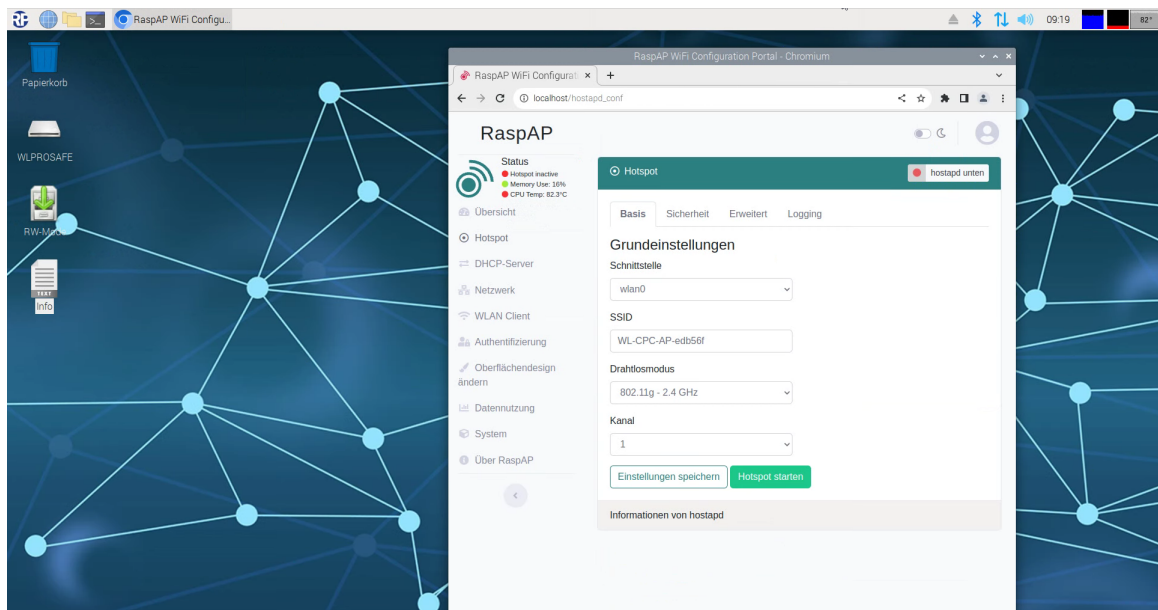 RaspAP WiFi Configu...
09:19
82°
Papierkorb
WLPROSAFE
RW-Mode
TEXT
Info
RaspAP WiFi Configuration Portal - Chromium
RaspAP WiFi Configurati
localhost/hostapd_conf
RaspAP
Status
Hotspot inactive
Memory Use: 16%
CPU Temp: 82.3°C
Übersicht
Hotspot
DHCP-Server
Netzwerk
WLAN Client
Authentifizierung
Oberflächendesign
ändern
Datennutzung
System
Über RaspAP
Hotspot
hostapd unten
Basis Sicherheit Erweitert Logging
Grundeinstellungen
Schnittstelle
wlan0
SSID
WL-CPC-AP-edb56f
Drahtlosmodus
802.11g - 2.4 GHz
Kanal
1
Einstellungen speichern Hotspot starten
Informationen von hostapd